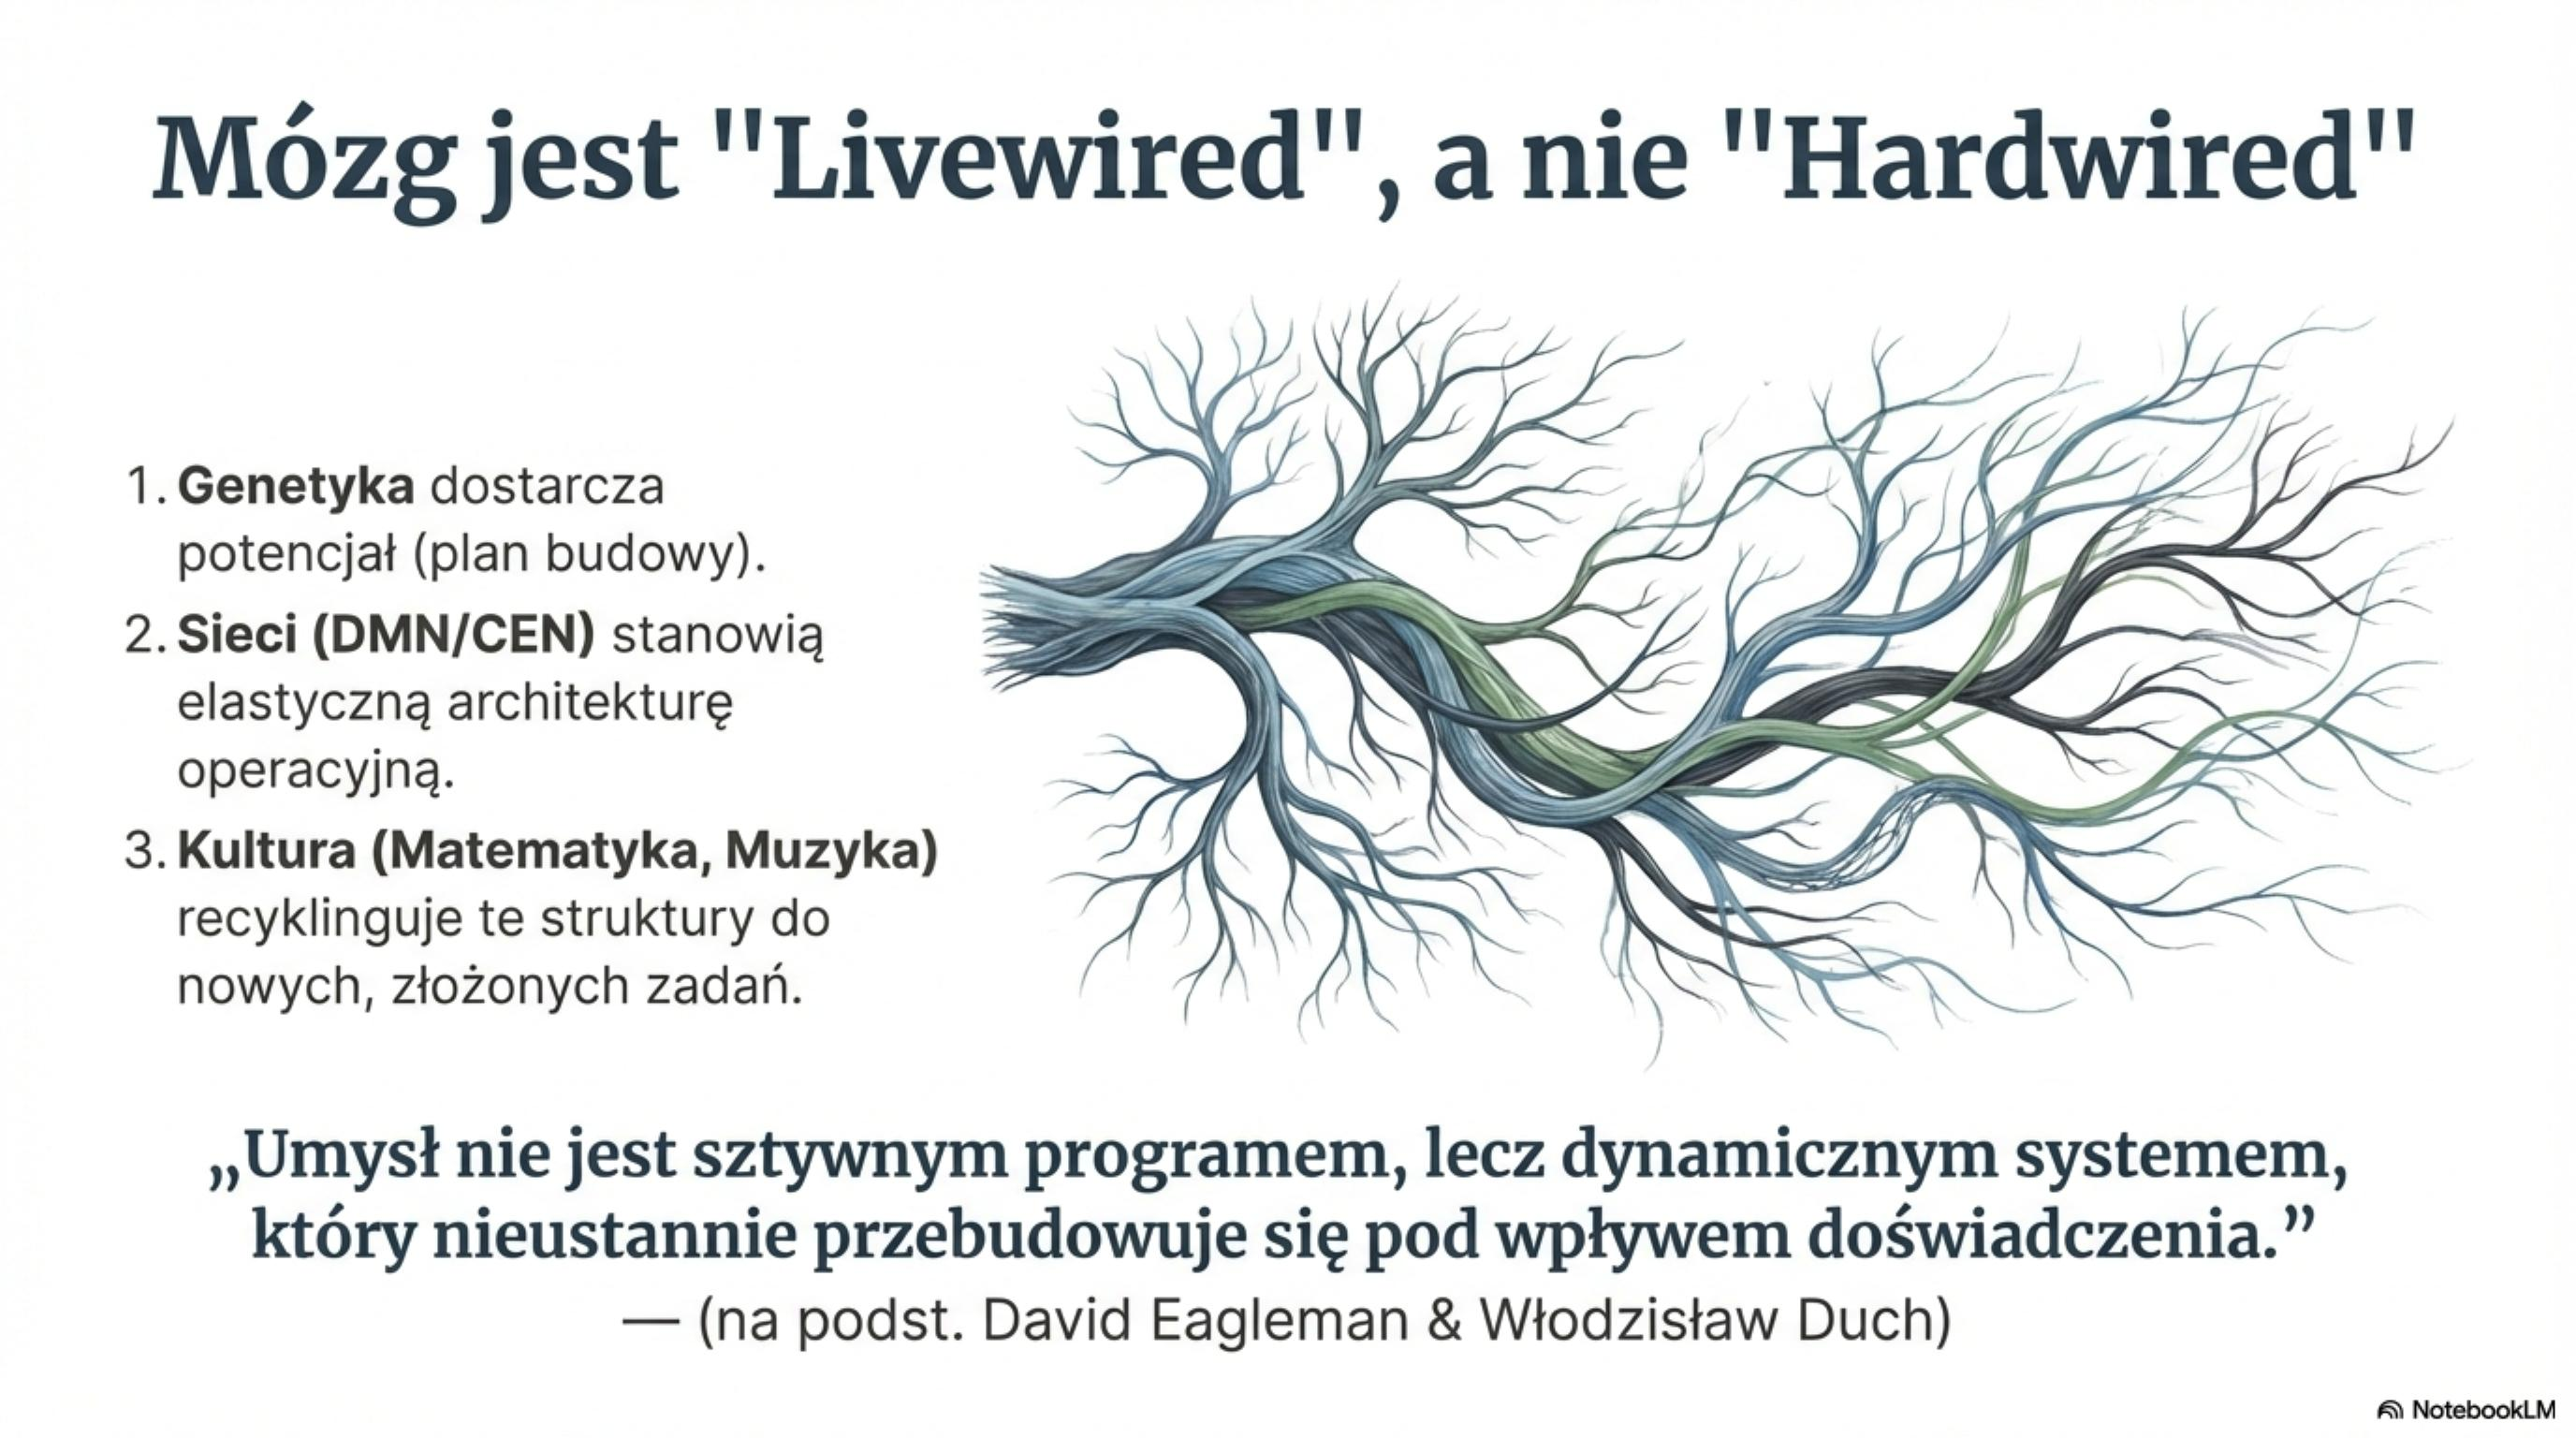 Mózg jest "Livewired", a nie "Hardwired"
1. Genetyka dostarcza
potencjał (plan budowy).
2. Sieci (DMN/CEN) stanowią
elastyczną architekturę
operacyjną.
3. Kultura (Matematyka, Muzyka)
recyklinguje te struktury do
nowych, złożonych zadań.
„Umysł nie jest sztywnym programem, lecz dynamicznym systemem,
który nieustannie przebudowuje się pod wpływem doświadczenia.”
— (na podst. David Eagleman & Włodzisław Duch)
NotebookLM